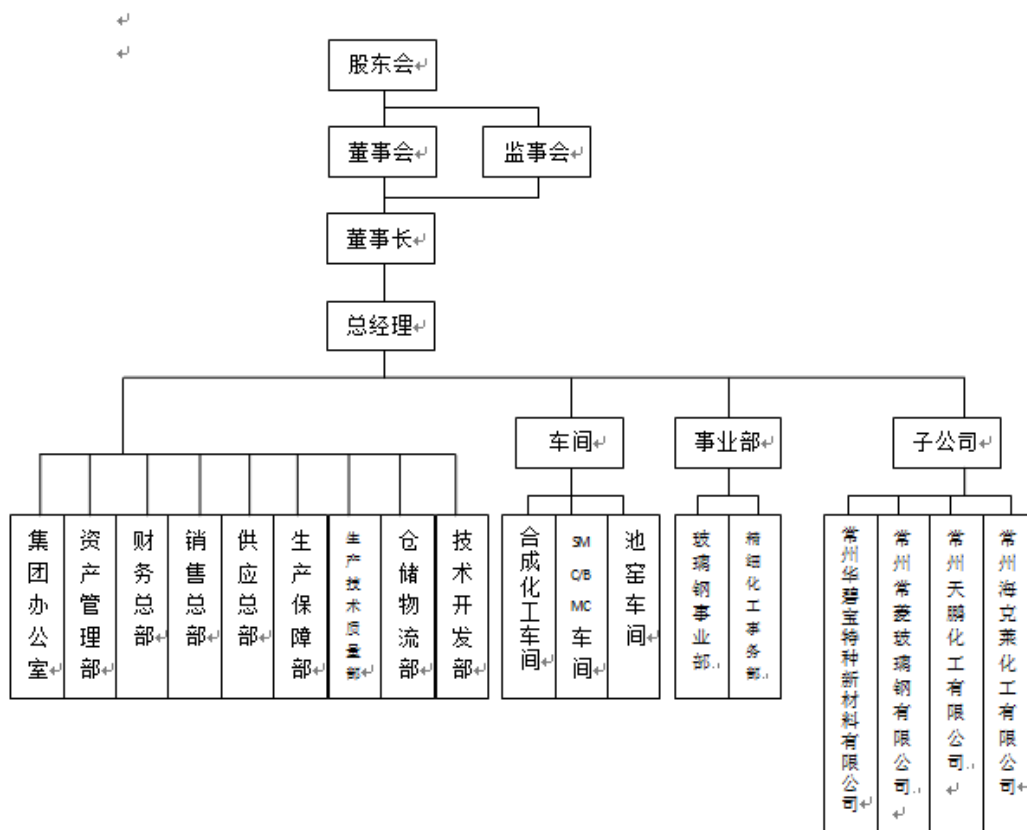 股东会
董事会
监事会
董事长
总经理
车间
事业部
子公司
集团办公室
资产管理部
财务总部
销售总部
供应总部
生产保障部
生产技术质量部
仓储物流部
技术开发部
合成化工车间
SMC/BMC车间
池窑车间
玻璃钢事业部
精细化工事务部
常州华碧宝特种新材料有限公司
常州常菱玻璃钢有限公司
常州天鹏化工有限公司
常州海克莱化工有限公司